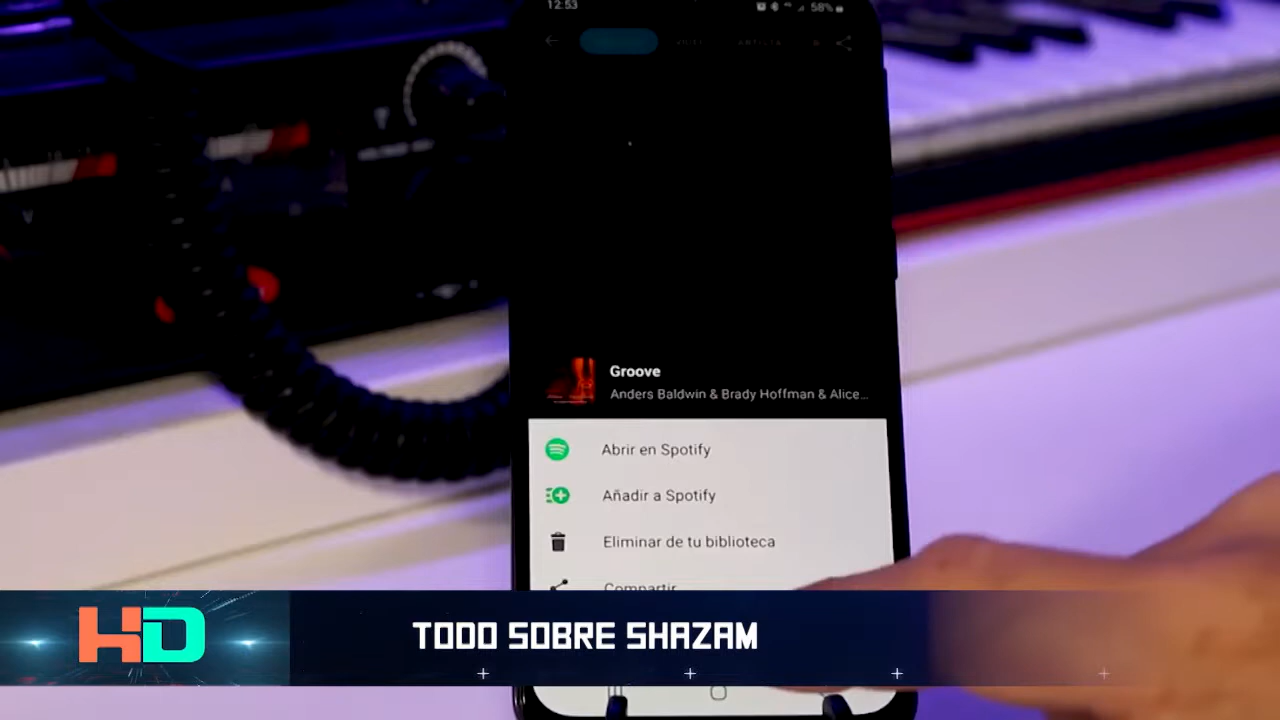 12:53
58%
Groove
Anders Baldwin & Brady Hoffman & Alice...
Abrir en Spotify
Añadir a Spotify
Eliminar de tu biblioteca
Compartir
HD
TODO SOBRE SHAZAM